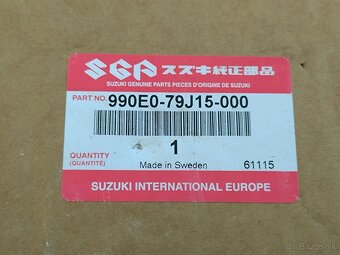 SGP スズキ純正部品
SUZUKI GENUINE PARTS PIECES D'ORIGINE DE SUZUKI
PART NO. 990E0-79J15-000
1
QUANTITY
(QUANTITÉ)
Made in Sweden
61115
SUZUKI INTERNATIONAL EUROPE